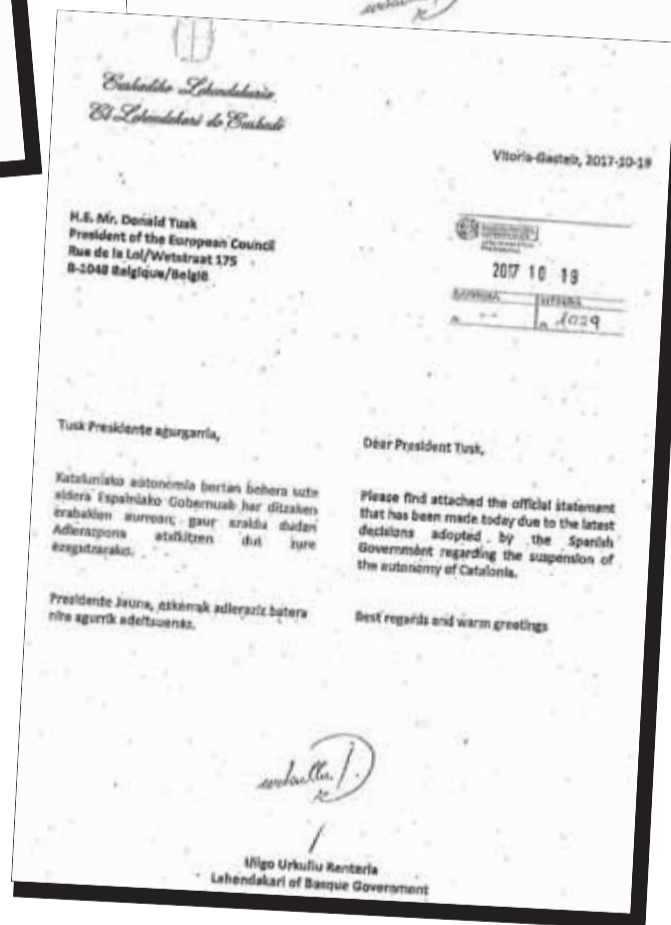 Euskadiko Lehendakaria
El Lehendakari de Euskadi
Vitoria-Gasteiz, 2017-10-19
H.E. Mr. Donald Tusk
President of the European Council
Rue de la Loi/Wetstraat 175
B-1048 Belgique/België
2017 10 19
1029
Tusk Presidente agurgarria,
Kataluniako autonomia bertan behera uste
aldera Espainiako Gobernuak har ditzaken
erabakien aurrean, gaur azaldu dudan
Adierazpena atxikitzen dut zure
ezagutzarako.
Presidente Jauna, eskerrak adieraziz batera
nire agurrik adeitsuenaz.
Dear President Tusk,
Please find attached the official statement
that has been made today due to the latest
decisions adopted by the Spanish
Government regarding the suspension of
the autonomy of Catalonia.
Best regards and warm greetings
Iñigo Urkullu Renteria
Lehendakari of Basque Government